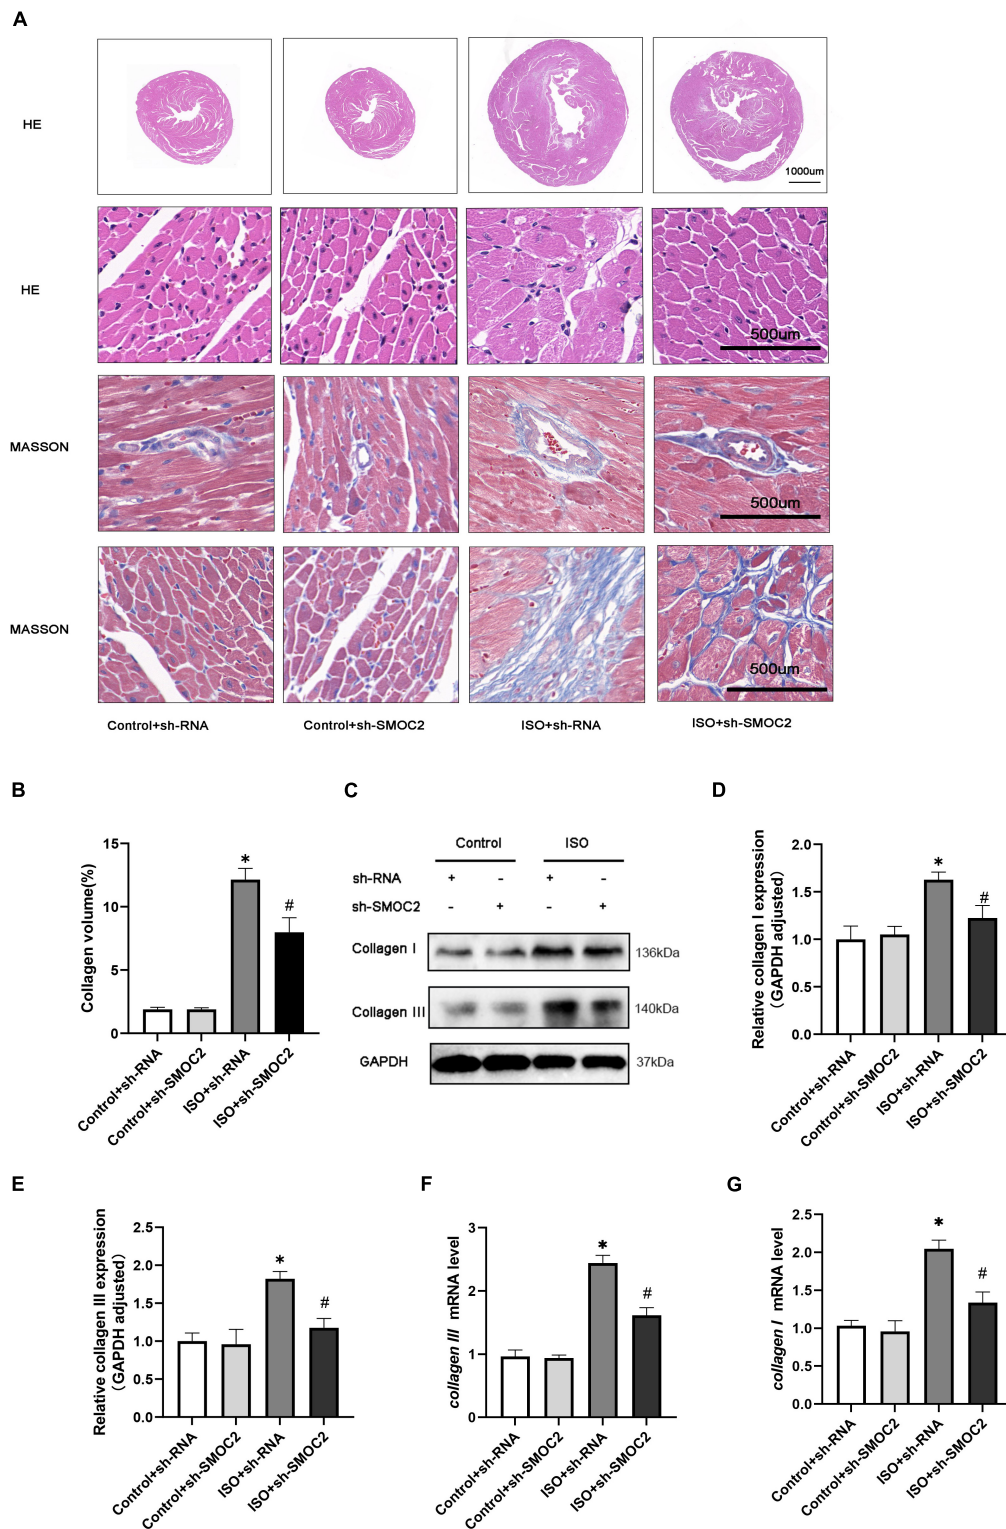 A
HE
1000um
HE
500um
MASSON
500um
MASSON
500um
Control+sh-RNA Control+sh-SMOC2 ISO+sh-RNA ISO+sh-SMOC2
B
Collagen volume(%)
15
10
5
0
*
#
Control+sh-RNA
Control+sh-SMOC2
ISO+sh-RNA
ISO+sh-SMOC2
C
Control ISO
sh-RNA + - + -
sh-SMOC2 - + - +
Collagen I 136kDa
Collagen III 140kDa
GAPDH 37kDa
D
Relative collagen I expression
(GAPDH adjusted)
2.0
1.5
1.0
0.5
0.0
*
#
Control+sh-RNA
Control+sh-SMOC2
ISO+sh-RNA
ISO+sh-SMOC2
E
Relative collagen III expression
(GAPDH adjusted)
2.5
2.0
1.5
1.0
0.5
0.0
*
#
Control+sh-RNA
Control+sh-SMOC2
ISO+sh-RNA
ISO+sh-SMOC2
F
collagen III mRNA level
3
2
1
0
*
#
Control+sh-RNA
Control+sh-SMOC2
ISO+sh-RNA
ISO+sh-SMOC2
G
collagen I mRNA level
2.5
2.0
1.5
1.0
0.5
0.0
*
#
Control+sh-RNA
Control+sh-SMOC2
ISO+sh-RNA
ISO+sh-SMOC2